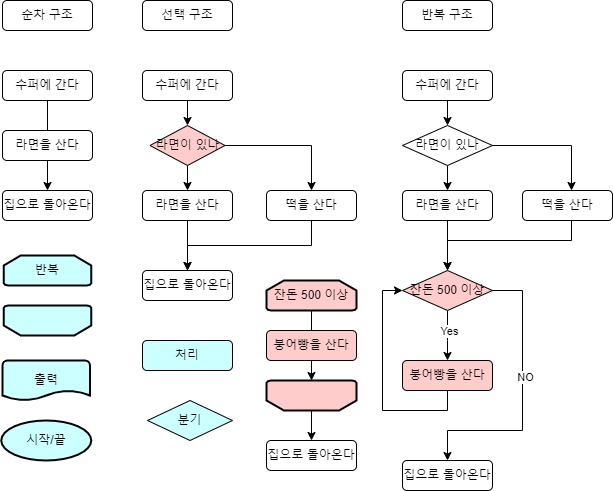 순차 구조
선택 구조
반복 구조
수퍼에 간다
수퍼에 간다
수퍼에 간다
라면을 산다
라면이 있나
라면이 있나
집으로 돌아온다
라면을 산다
떡을 산다
라면을 산다
떡을 산다
반복
집으로 돌아온다
잔돈 500 이상
잔돈 500 이상
Yes
처리
붕어빵을 산다
출력
붕어빵을 산다
NO
분기
시작/끝
집으로 돌아온다
집으로 돌아온다